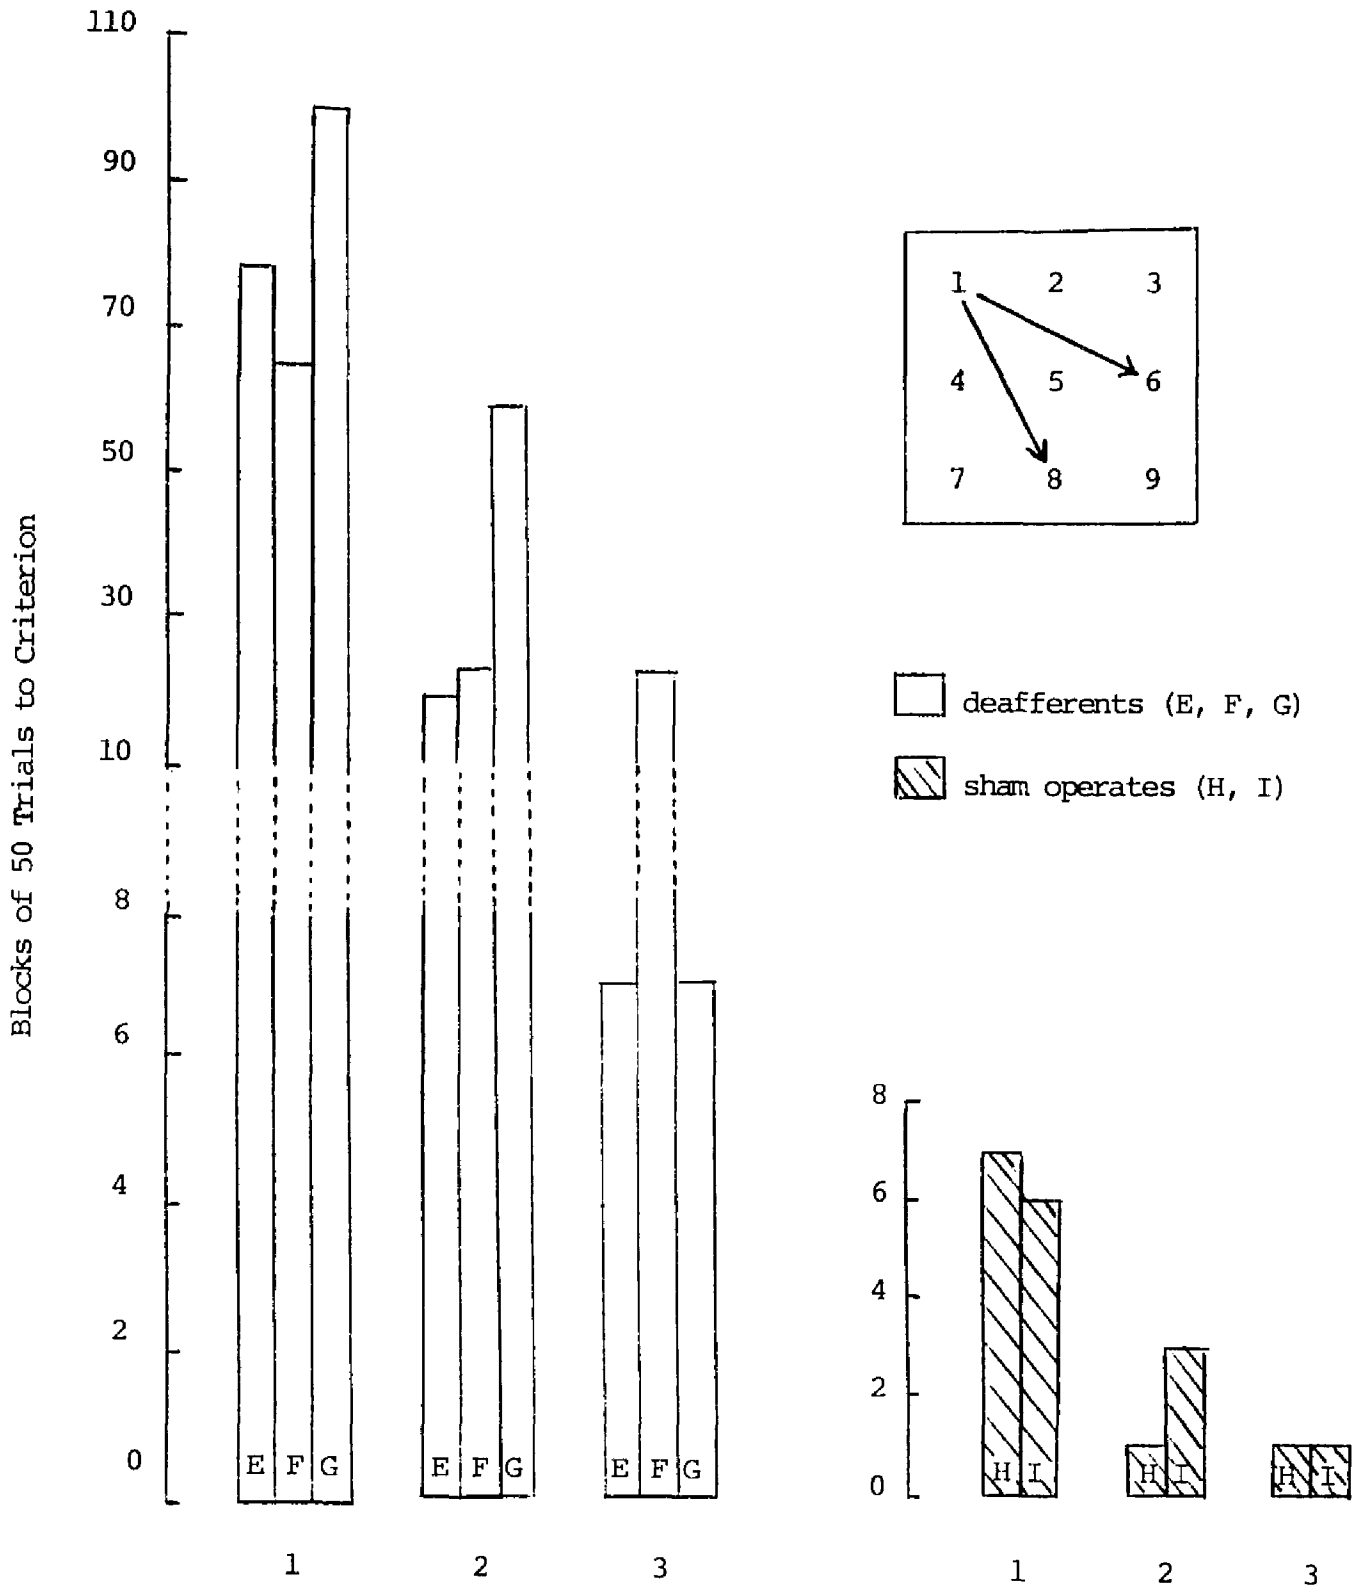 110
90
70
50
30
10
8
6
4
2
0
Blocks of 50 Trials to Criterion
E F G
E F G
E F G
1 2 3
1 2 3
4 5 6
7 8 9
deafferents (E, F, G)
sham operates (H, I)
8
6
4
2
0
H I
H I
H I
1 2 3